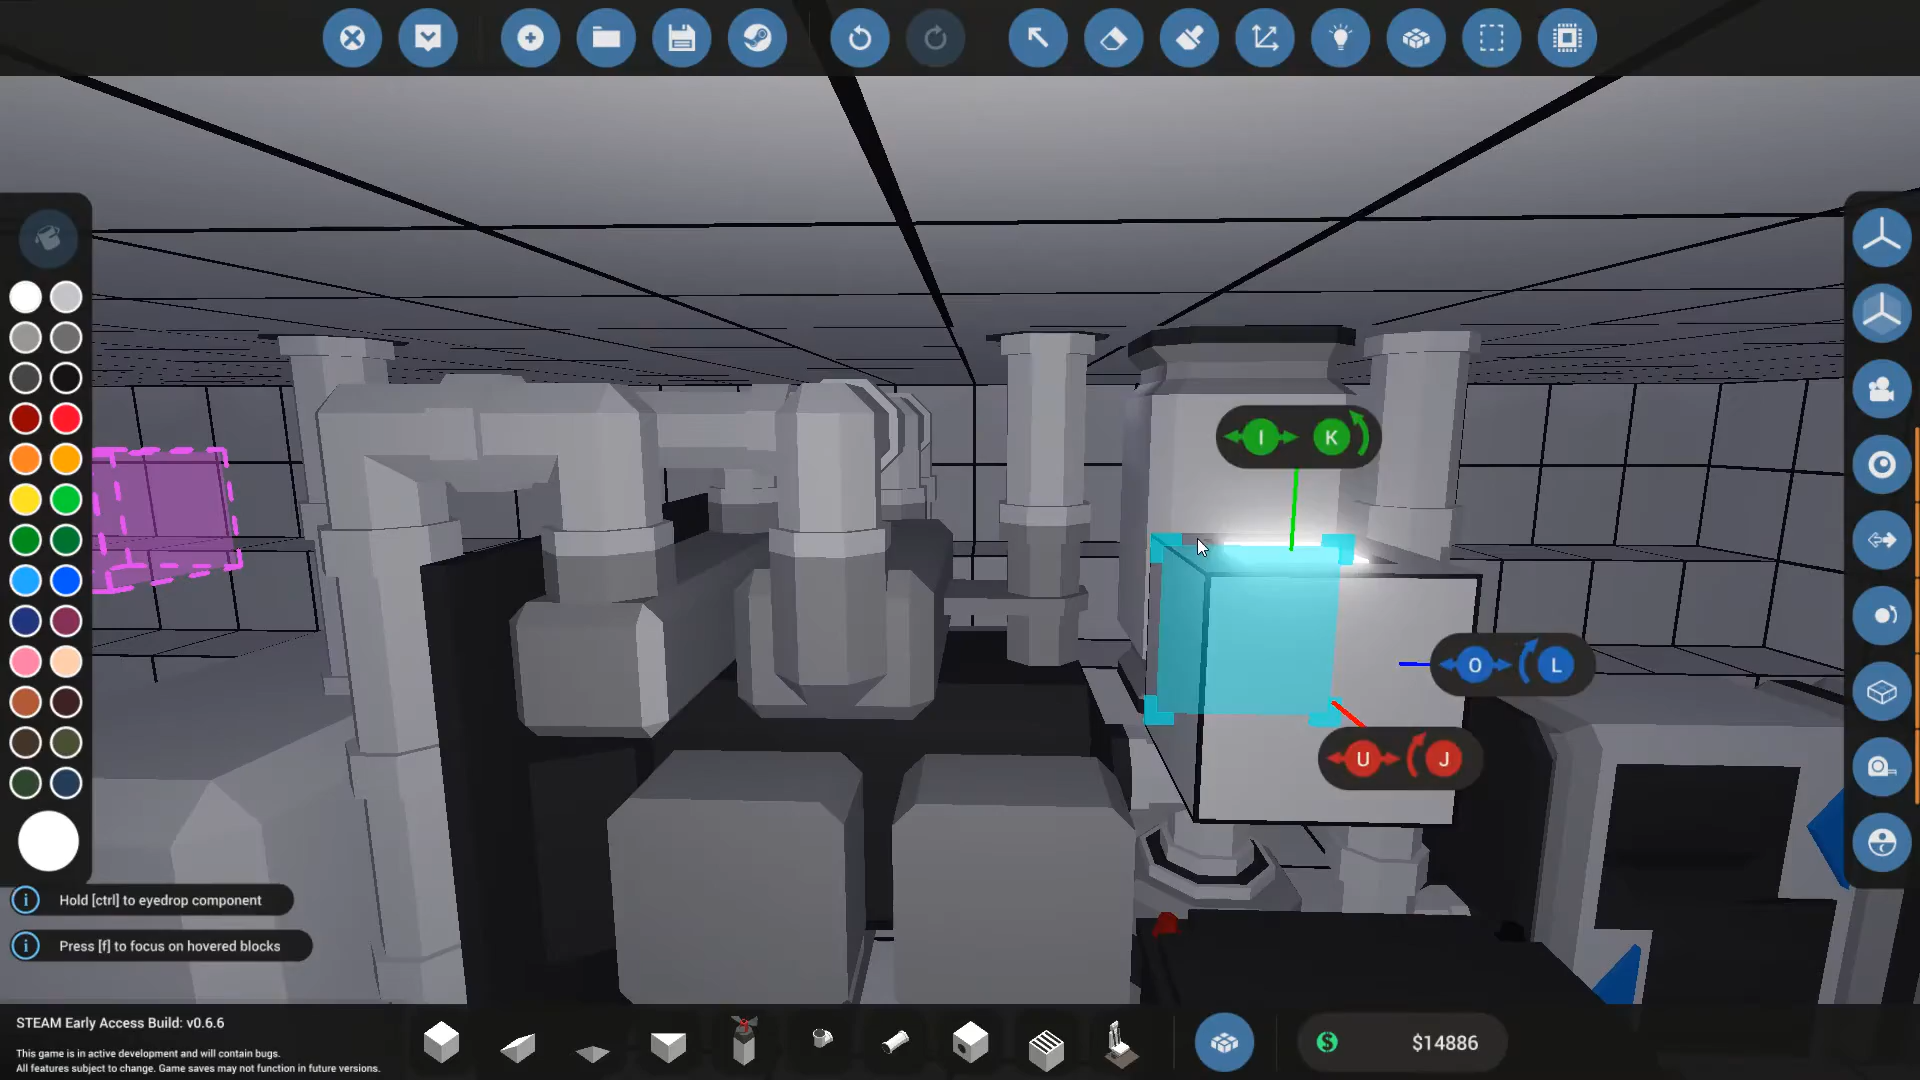 I
K
O
L
U
J
Hold [ctrl] to eyedrop component
Press [f] to focus on hovered blocks
STEAM Early Access Build: v0.6.6
This game is in active development and will contain bugs.
All features subject to change. Game saves may not function in future versions.
$14886